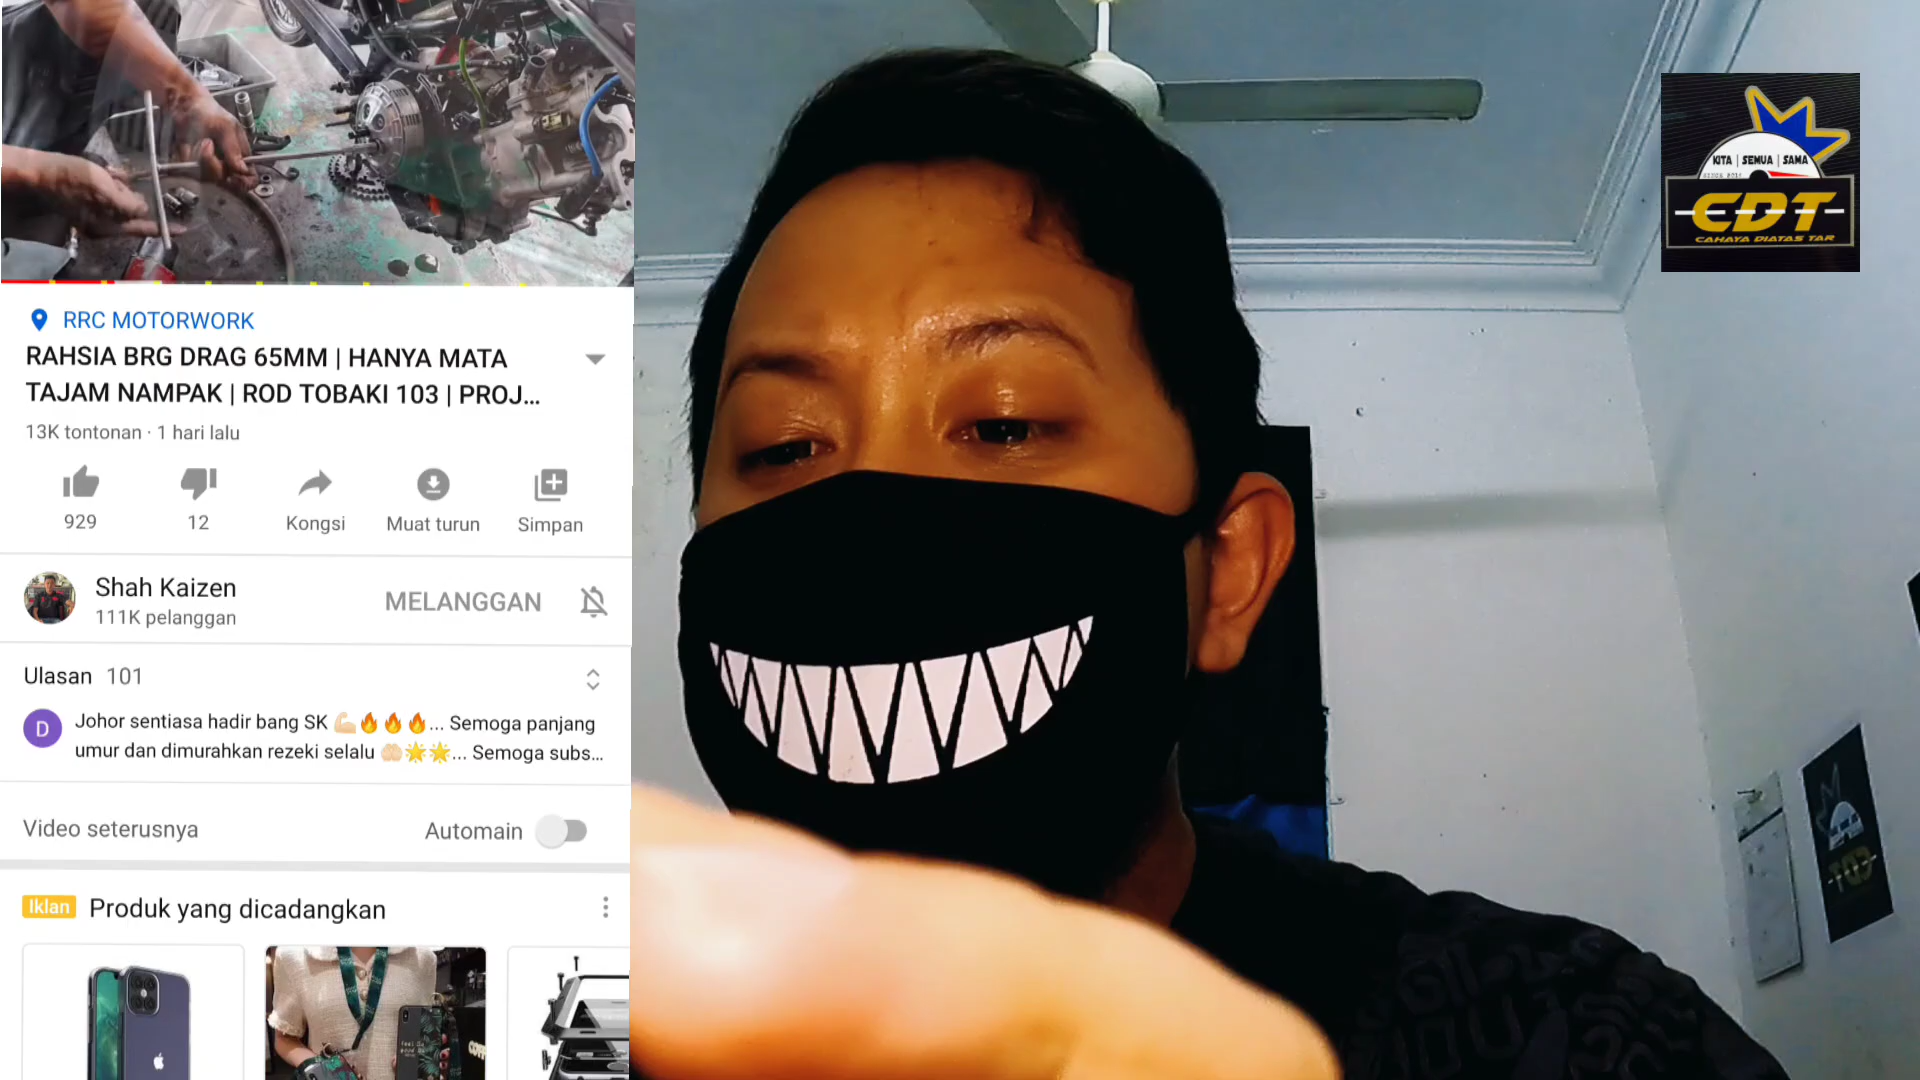 RRC MOTORWORK
RAHSIA BRG DRAG 65MM | HANYA MATA
TAJAM NAMPAK | ROD TOBAKI 103 | PROJ...
13K tontonan · 1 hari lalu
929
12
Kongsi
Muat turun
Simpan
Shah Kaizen
111K pelanggan
MELANGGAN
Ulasan 101
D
Johor sentiasa hadir bang SK 💪🏻🔥🔥🔥... Semoga panjang
umur dan dimurahkan rezeki selalu 🤲🏻🌟🌟... Semoga subs...
Video seterusnya
Automain
Iklan
Produk yang dicadangkan
KITA | SEMUA | SAMA
CDT
CAHAYA DIATAS TAR